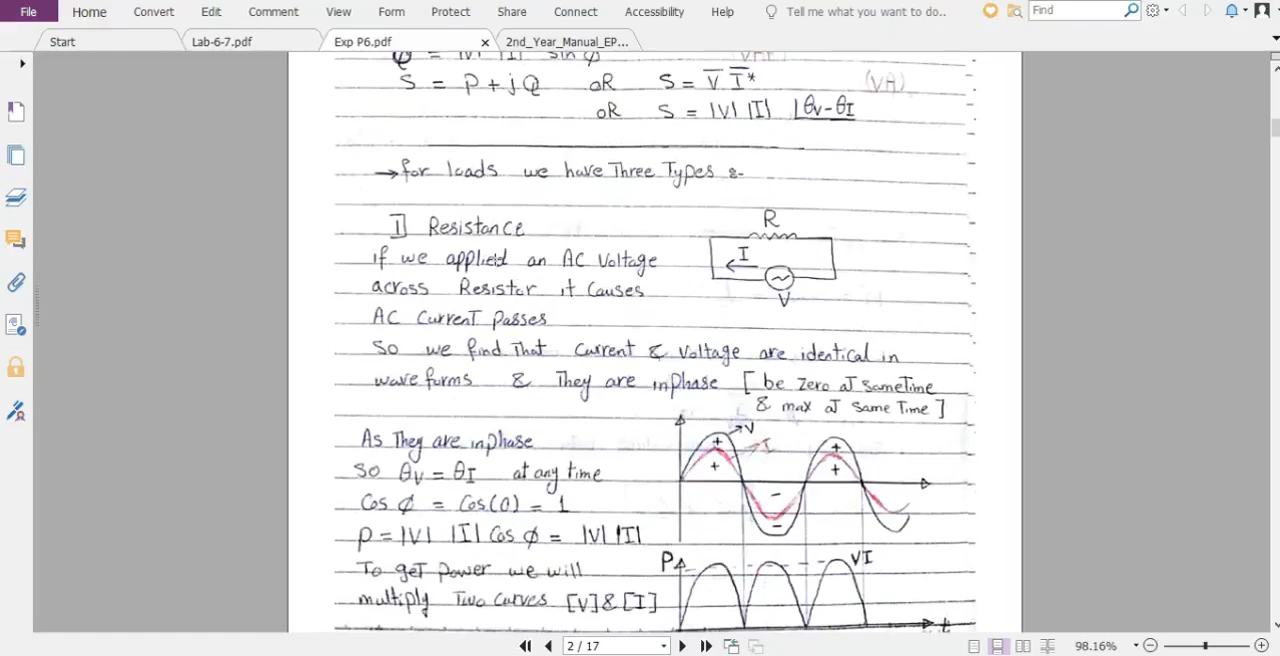 File Home Convert Edit Comment View Form Protect Share Connect Accessibility Help Tell me what you want to do.. Find
Start Lab-6-7.pdf Exp P6.pdf × 2nd_Year_Manual_EP...
Q = |V| |I| sin φ
S = P + jQ OR S = V̅ I̅* (VA)
OR S = |V| |I| ∠θV-θI
→ for loads we have Three Types :-
1] Resistance
R
if we applied an AC Voltage
I
across Resistor it Causes
V
AC Current Passes
So we find That Current & Voltage are identical in
wave forms & They are inphase [ be Zero at Same Time
& max at Same Time ]
As They are inphase
→V
→I
+ + + +
- -
So θV = θI at any time
Cos φ = Cos(0) = 1
P = |V| |I| Cos φ = |V| |I|
P VI
To get power we will
multiply Two Curves [V] & [I]
t
2 / 17 98.16%